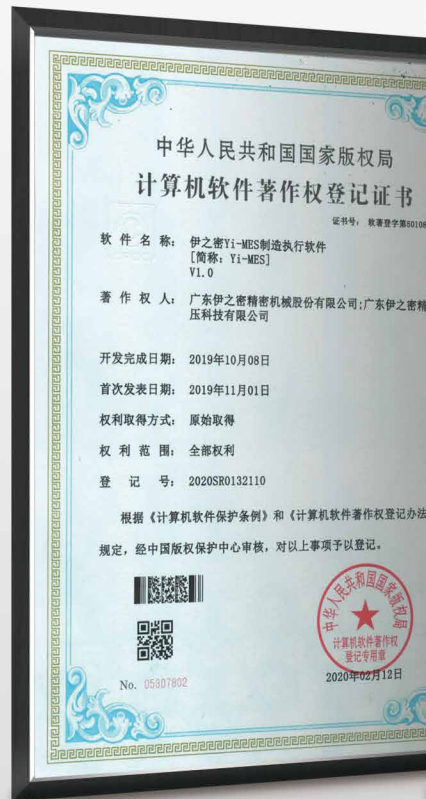 中华人民共和国国家版权局
计算机软件著作权登记证书
证书号: 软著登字第50108
软件名称: 伊之密Yi-MES制造执行软件
[简称: Yi-MES]
V1.0
著作权人: 广东伊之密精密机械股份有限公司;广东伊之密精
压科技有限公司
开发完成日期: 2019年10月08日
首次发表日期: 2019年11月01日
权利取得方式: 原始取得
权利范围: 全部权利
登记号: 2020SR0132110
根据《计算机软件保护条例》和《计算机软件著作权登记办法
规定，经中国版权保护中心审核，对以上事项予以登记。
中华人民共和国国家版权局
计算机软件著作权
登记专用章
No. 05307802
2020年02月12日